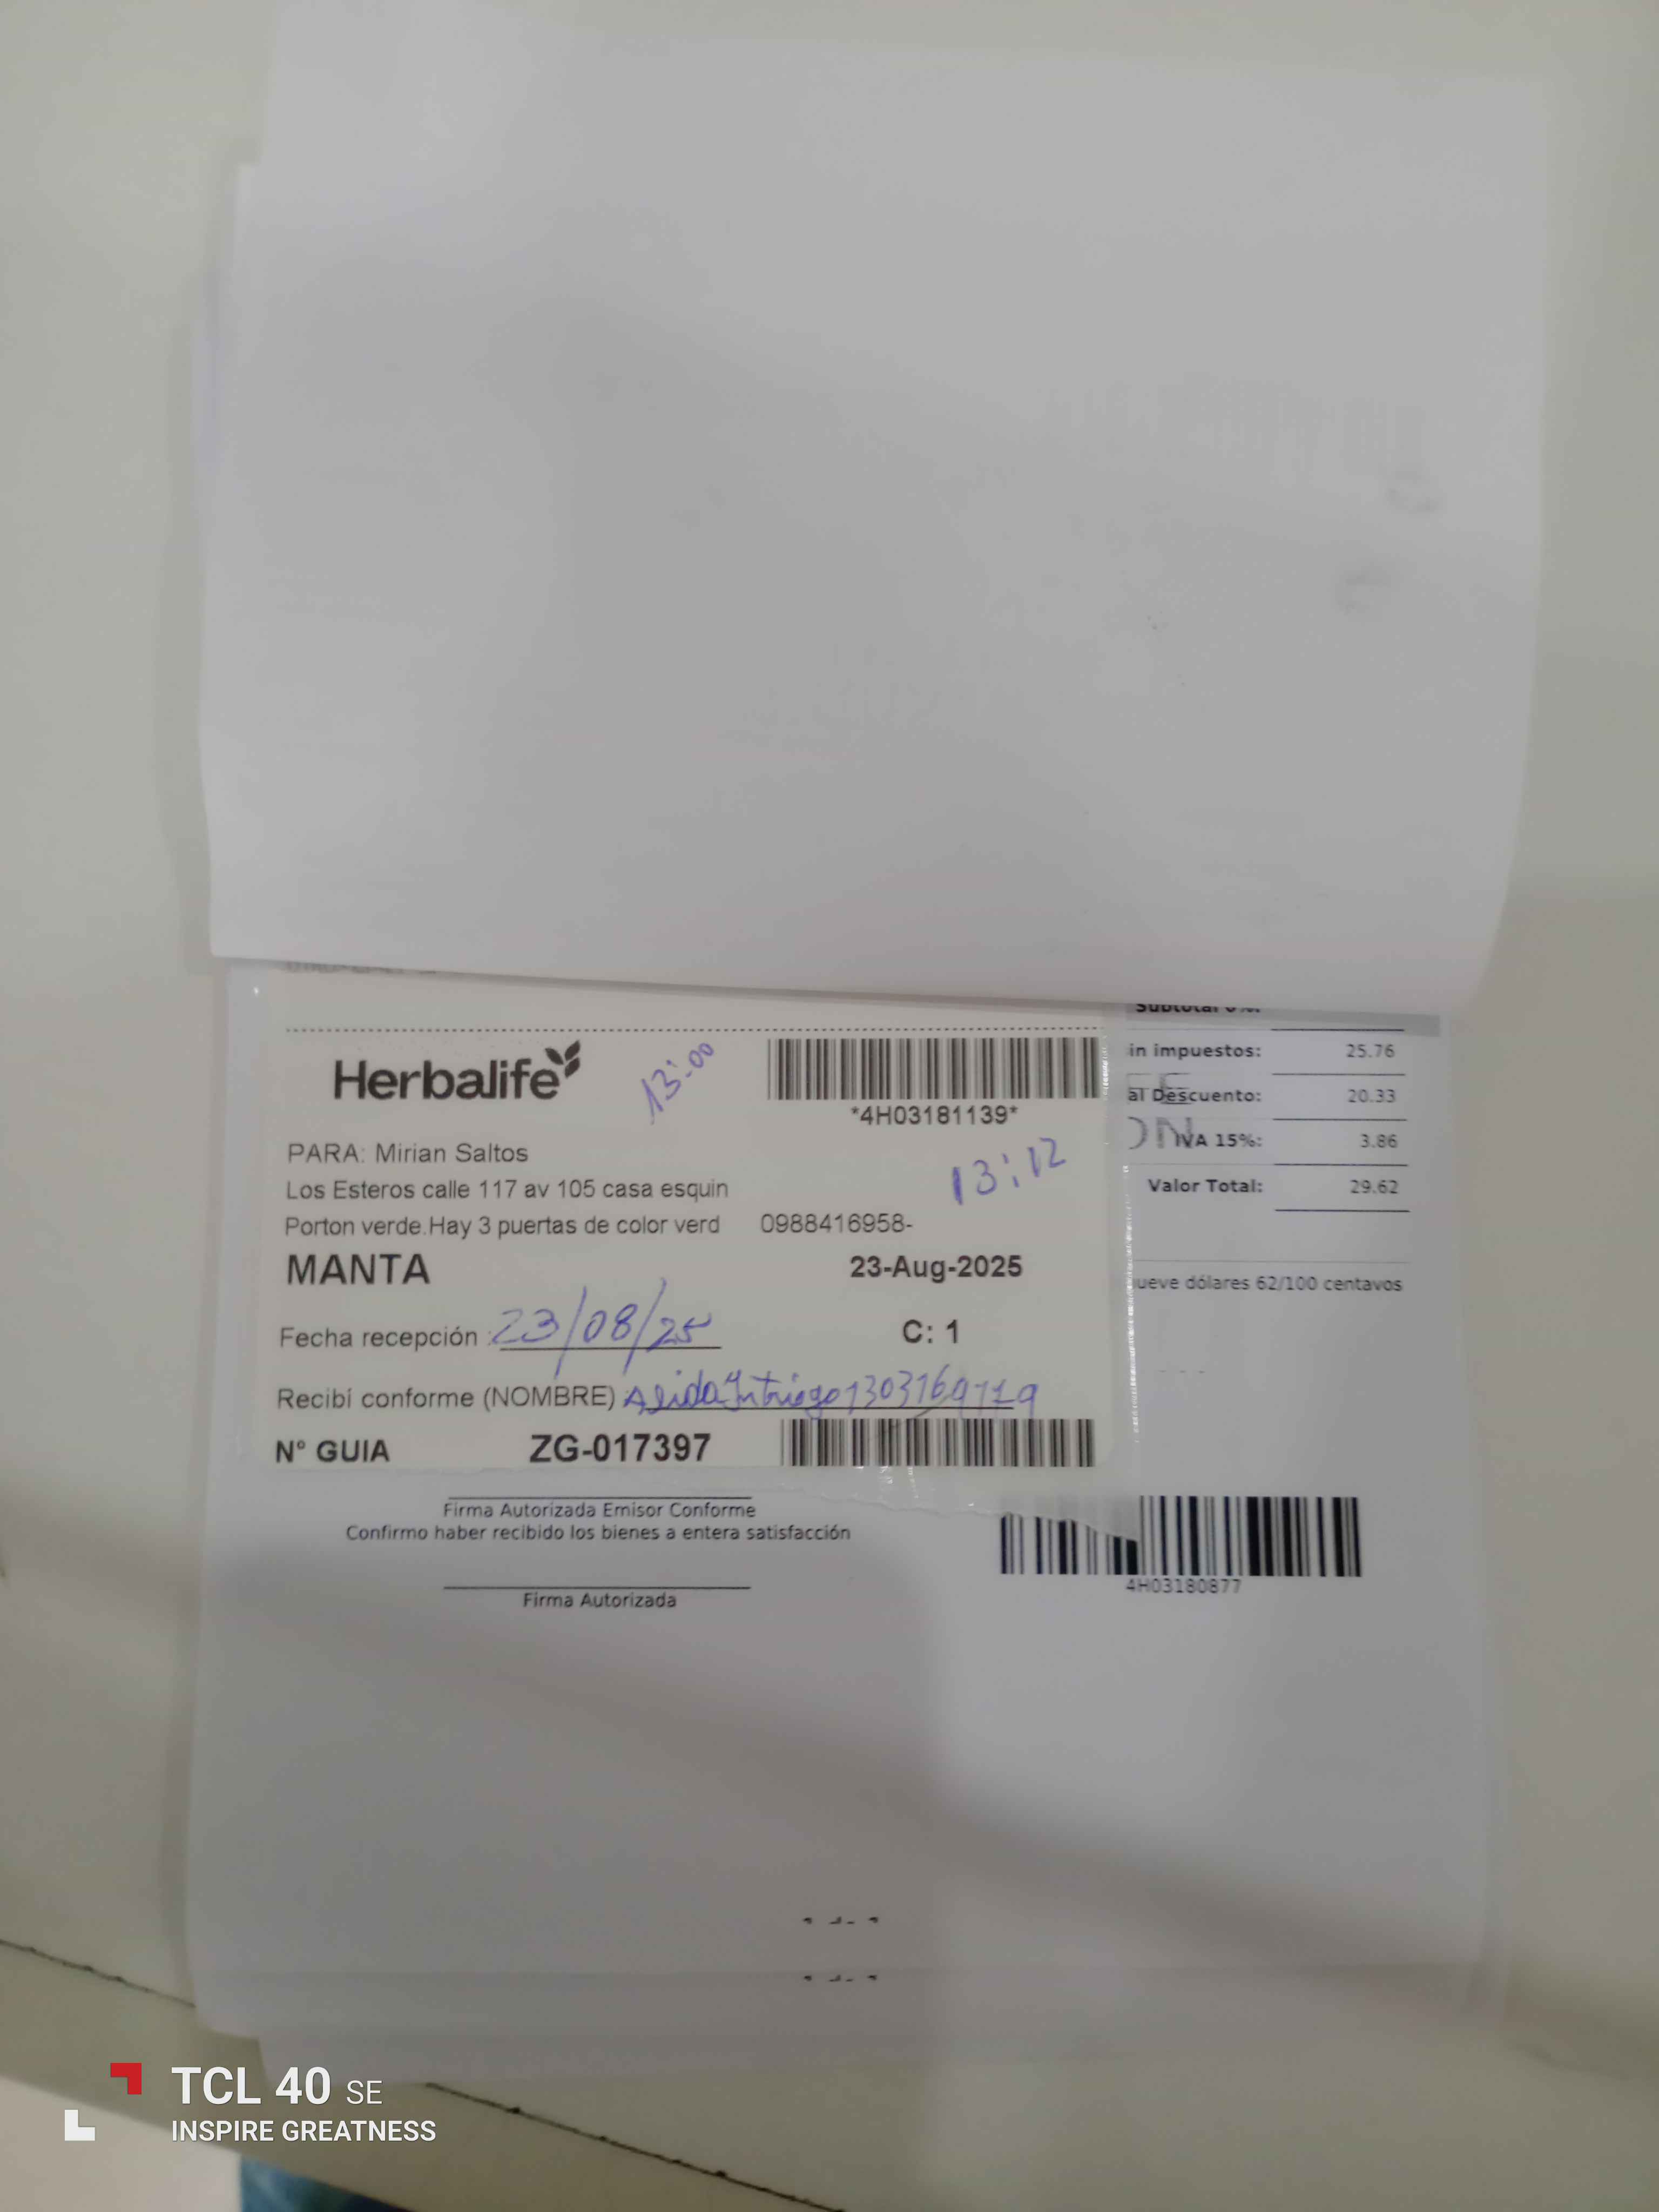 Herbalife
13:00
*4H03181139*
PARA: Mirian Saltos
13:12
Los Esteros calle 117 av 105 casa esquin
Porton verde.Hay 3 puertas de color verd 0988416958-
MANTA 23-Aug-2025
Fecha recepción : 23/08/25 C: 1
Recibí conforme (NOMBRE) Alida Intriago
N° GUIA ZG-017397
in impuestos: 25.76
al Descuento: 20.33
IVA 15%: 3.86
Valor Total: 29.62
ueve dólares 62/100 centavos
Firma Autorizada Emisor Conforme
Confirmo haber recibido los bienes a entera satisfacción
Firma Autorizada
4H03180877
TCL 40 SE
INSPIRE GREATNESS